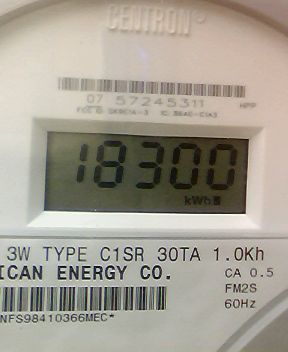 CENTRON®
07 57245311
18300
kWh
3W TYPE C1SR 30TA 1.0Kh
ICAN ENERGY CO.
CA 0.5
FM2S
60Hz
NFS98410366MEC*